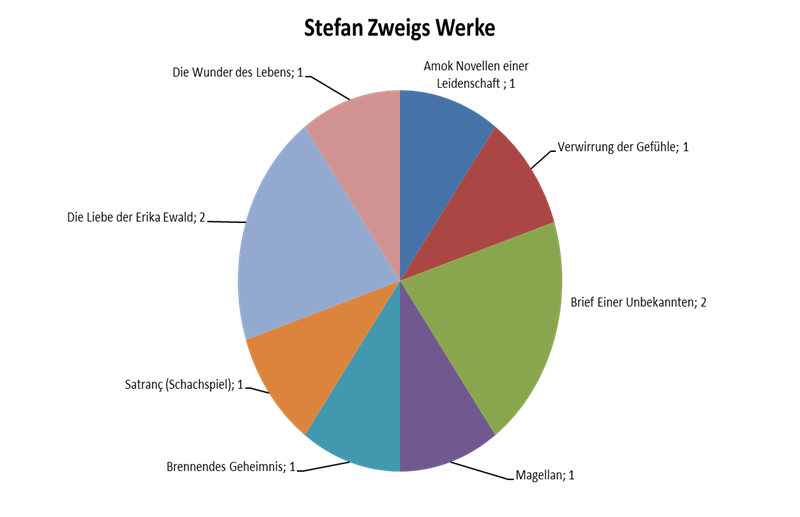 Stefan Zweigs Werke
Amok Novellen einer
Leidenschaft ; 1
Verwirrung der Gefühle; 1
Brief Einer Unbekannten; 2
Magellan; 1
Brennendes Geheimnis; 1
Satranç (Schachspiel); 1
Die Liebe der Erika Ewald; 2
Die Wunder des Lebens; 1